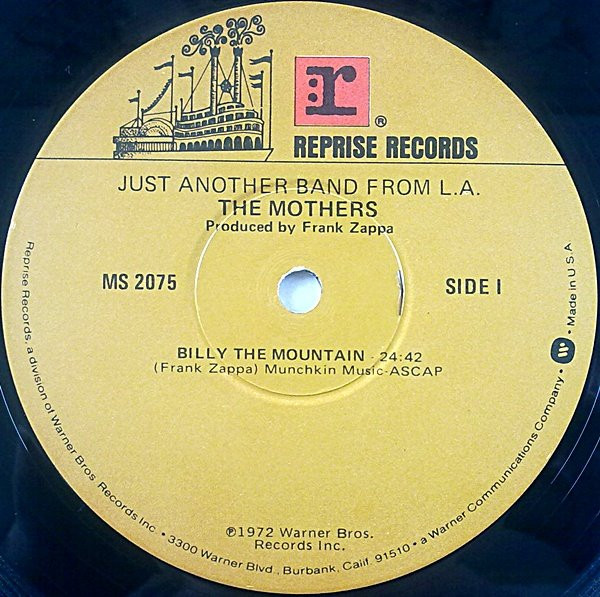 r
®
REPRISE RECORDS
JUST ANOTHER BAND FROM L.A.
THE MOTHERS
Produced by Frank Zappa
MS 2075
SIDE I
BILLY THE MOUNTAIN · 24:42
(Frank Zappa) Munchkin Music-ASCAP
℗1972 Warner Bros.
Records Inc.
Reprise Records, a division of Warner Bros. Records Inc • 3300 Warner Blvd., Burbank, Calif. 91510 • a Warner Communications Company • W • Made in U.S.A